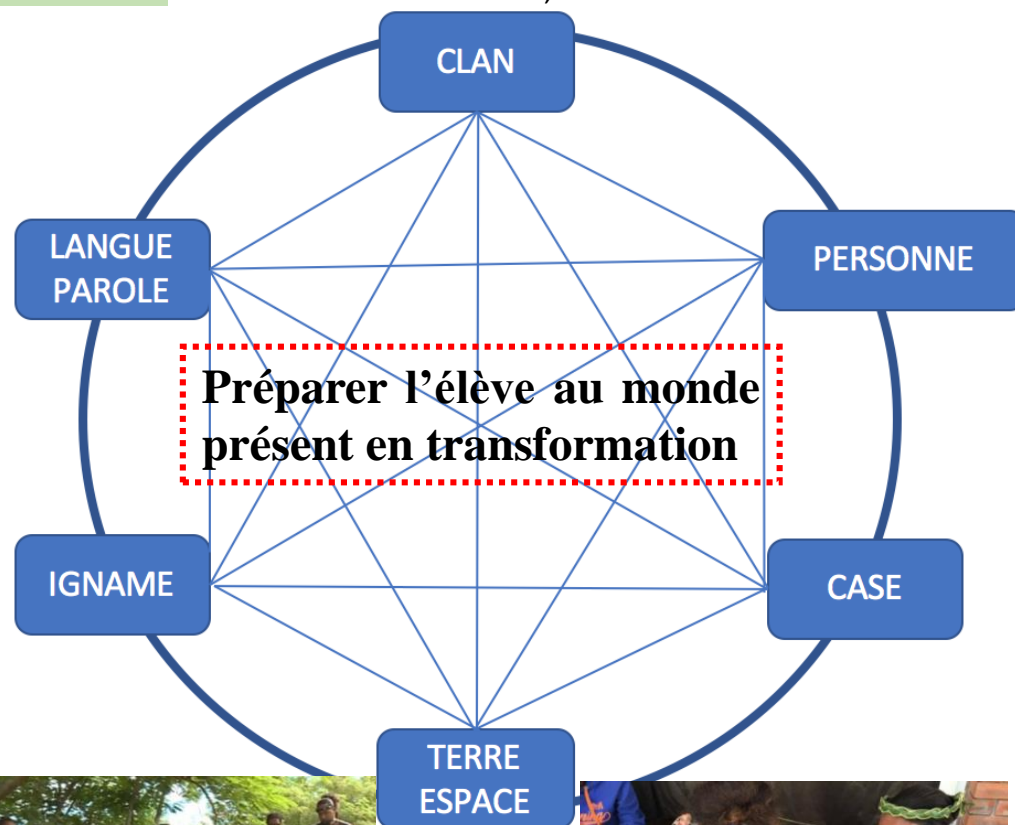 CLAN
LANGUE
PAROLE
PERSONNE
Préparer l'élève au monde
présent en transformation
IGNAME
CASE
TERRE
ESPACE